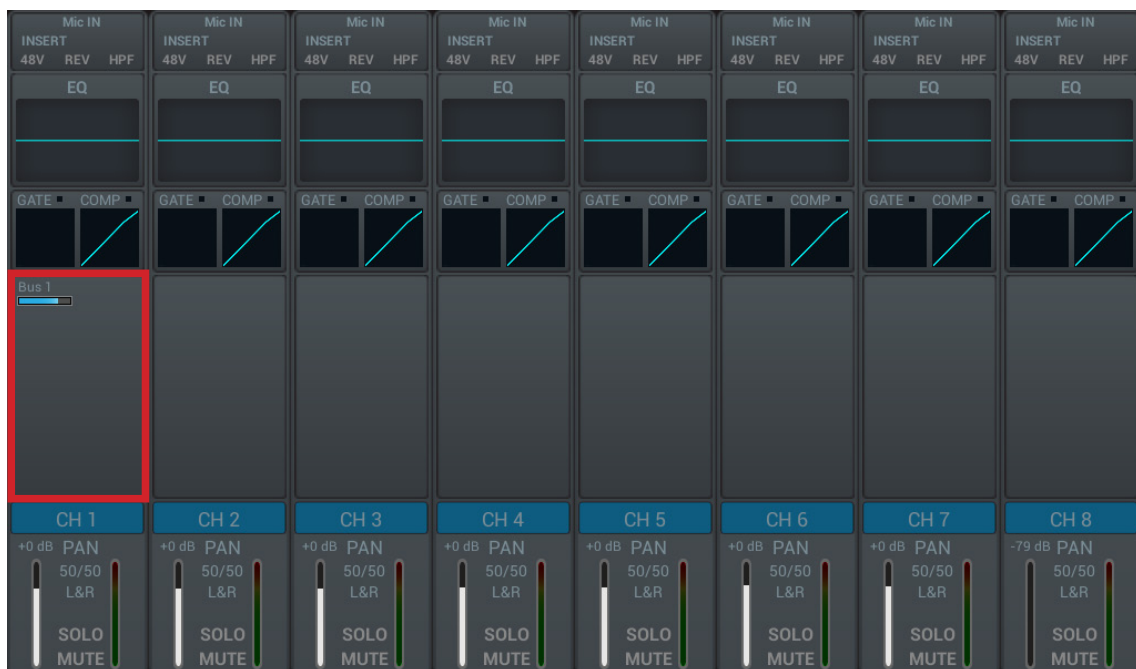 Mic IN Mic IN Mic IN Mic IN Mic IN Mic IN Mic IN Mic IN
INSERT INSERT INSERT INSERT INSERT INSERT INSERT INSERT
48V REV HPF 48V REV HPF 48V REV HPF 48V REV HPF 48V REV HPF 48V REV HPF 48V REV HPF 48V REV HPF
EQ EQ EQ EQ EQ EQ EQ EQ
GATE COMP GATE COMP GATE COMP GATE COMP GATE COMP GATE COMP GATE COMP GATE COMP
Bus 1
CH 1 CH 2 CH 3 CH 4 CH 5 CH 6 CH 7 CH 8
+0 dB PAN +0 dB PAN +0 dB PAN +0 dB PAN +0 dB PAN +0 dB PAN +0 dB PAN -79 dB PAN
50/50 50/50 50/50 50/50 50/50 50/50 50/50 50/50
L&R L&R L&R L&R L&R L&R L&R L&R
SOLO SOLO SOLO SOLO SOLO SOLO SOLO SOLO
MUTE MUTE MUTE MUTE MUTE MUTE MUTE MUTE